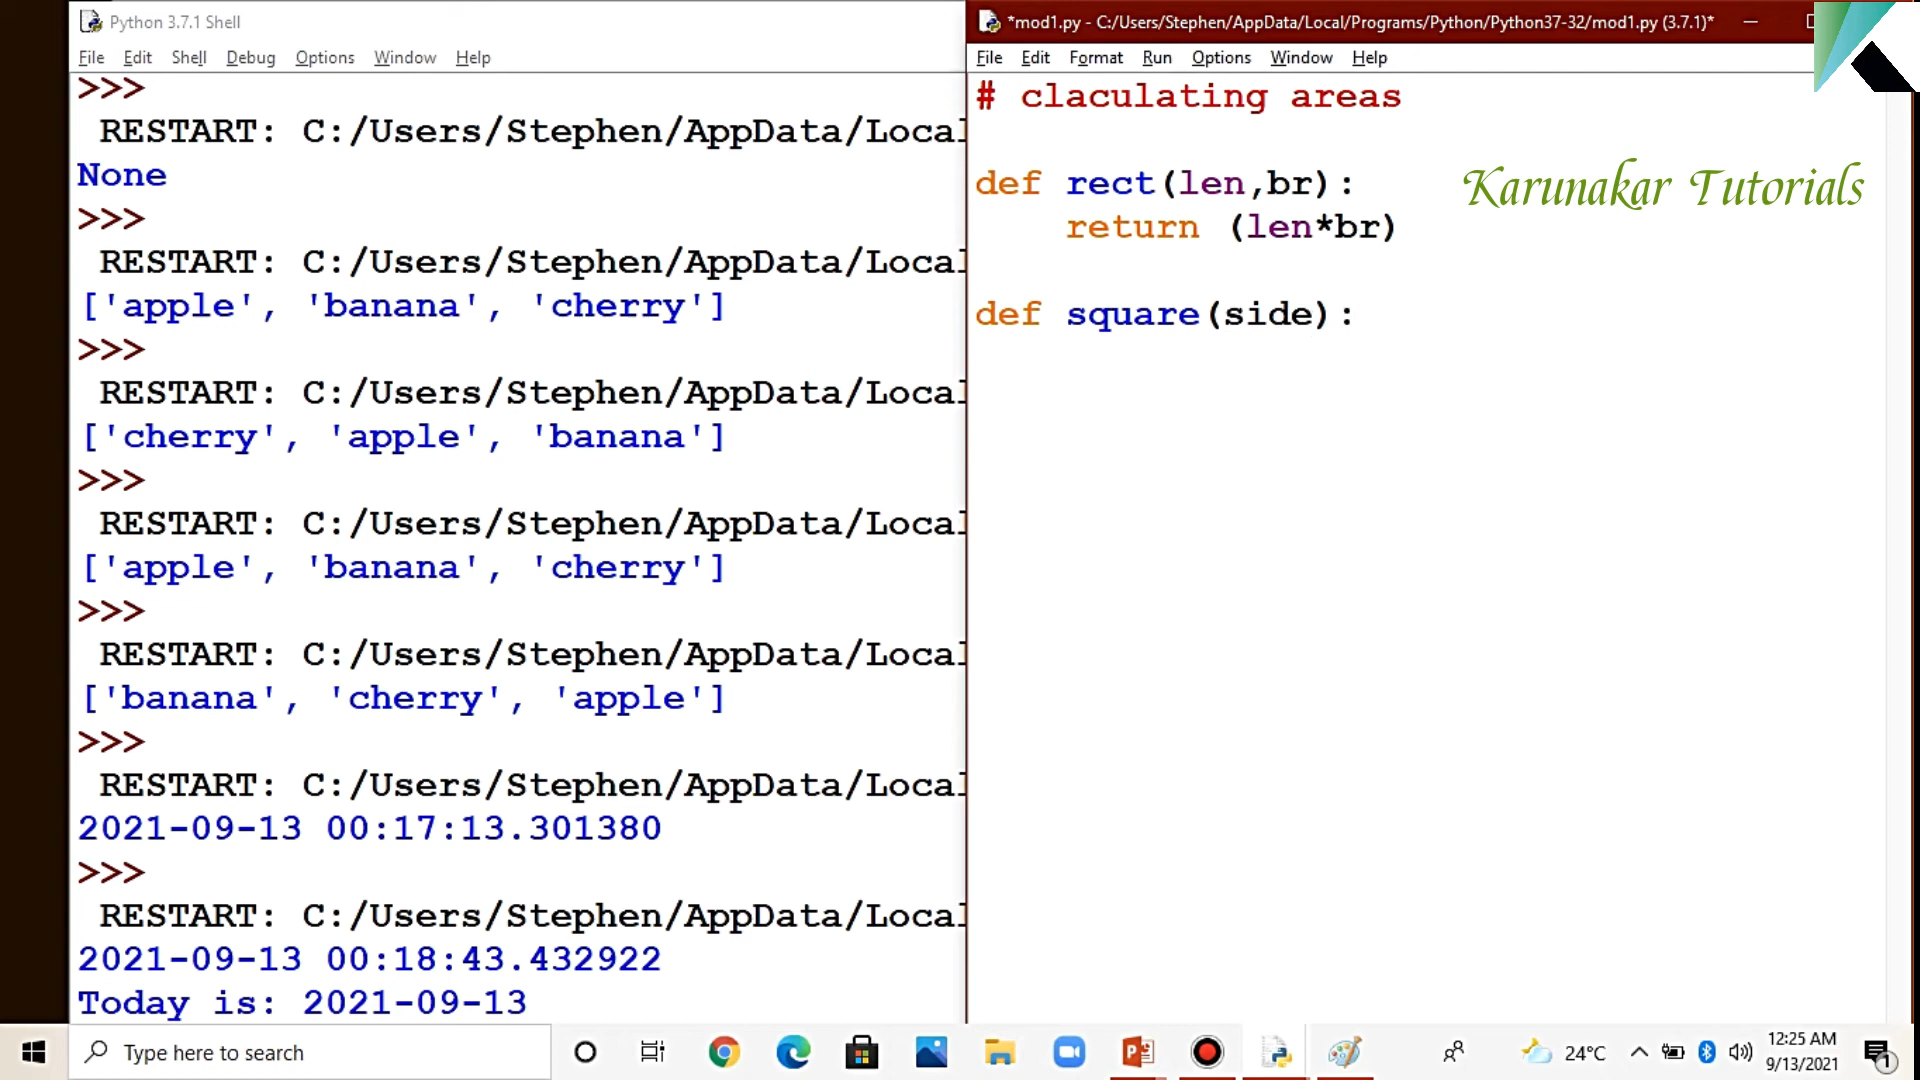 Python 3.7.1 Shell
File Edit Shell Debug Options Window Help
>>>
RESTART: C:/Users/Stephen/AppData/Local
None
>>>
RESTART: C:/Users/Stephen/AppData/Local
['apple', 'banana', 'cherry']
>>>
RESTART: C:/Users/Stephen/AppData/Local
['cherry', 'apple', 'banana']
>>>
RESTART: C:/Users/Stephen/AppData/Local
['apple', 'banana', 'cherry']
>>>
RESTART: C:/Users/Stephen/AppData/Local
['banana', 'cherry', 'apple']
>>>
RESTART: C:/Users/Stephen/AppData/Local
2021-09-13 00:17:13.301380
>>>
RESTART: C:/Users/Stephen/AppData/Local
2021-09-13 00:18:43.432922
Today is: 2021-09-13
*mod1.py - C:/Users/Stephen/AppData/Local/Programs/Python/Python37-32/mod1.py (3.7.1)*
File Edit Format Run Options Window Help
# claculating areas
def rect(len,br):
    return (len*br)
def square(side):
Karunakar Tutorials
Type here to search
24°C
12:25 AM
9/13/2021
1